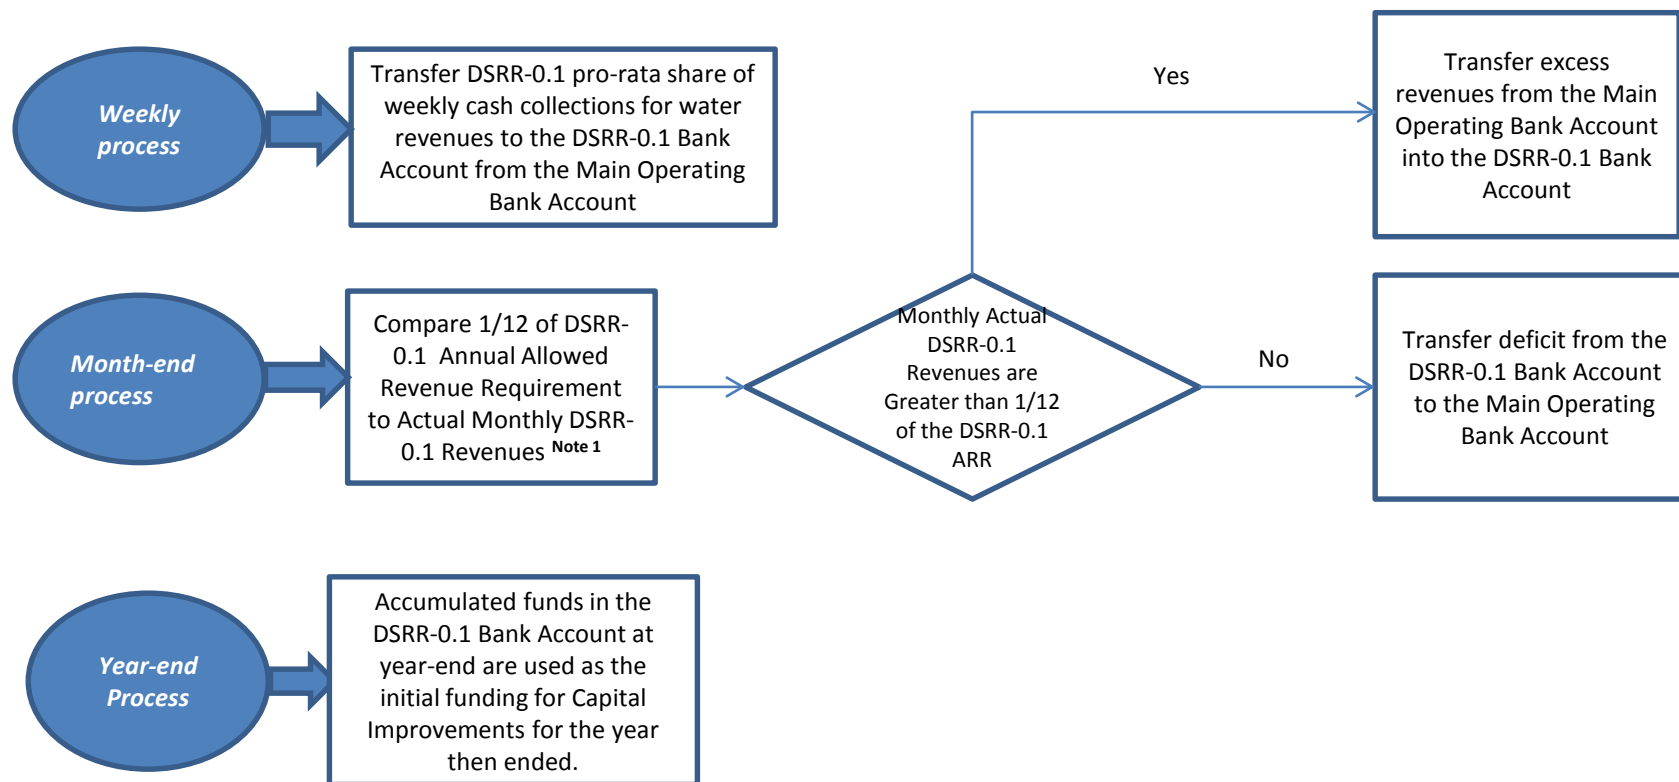 Weekly
process
Transfer DSRR-0.1 pro-rata share of
weekly cash collections for water
revenues to the DSRR-0.1 Bank
Account from the Main Operating
Bank Account
Yes
Transfer excess
revenues from the Main
Operating Bank Account
into the DSRR-0.1 Bank
Account
Month-end
process
Compare 1/12 of DSRR-
0.1 Annual Allowed
Revenue Requirement
to Actual Monthly DSRR-
0.1 Revenues Note 1
Monthly Actual
DSRR-0.1
Revenues are
Greater than 1/12
of the DSRR-0.1
ARR
No
Transfer deficit from the
DSRR-0.1 Bank Account
to the Main Operating
Bank Account
Year-end
Process
Accumulated funds in the
DSRR-0.1 Bank Account at
year-end are used as the
initial funding for Capital
Improvements for the year
then ended.